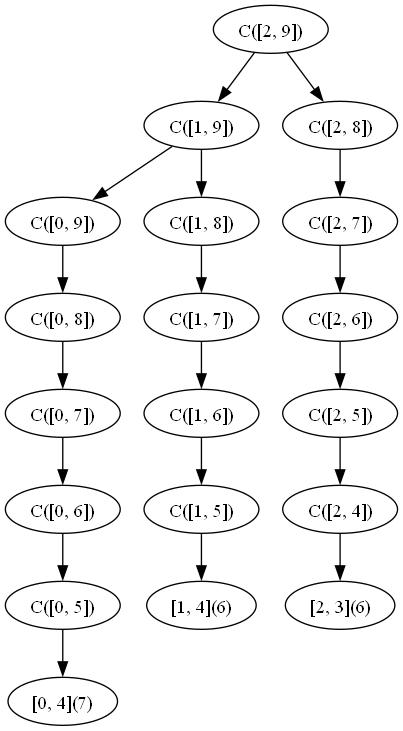 C([2, 9])
C([1, 9])
C([2, 8])
C([0, 9])
C([1, 8])
C([2, 7])
C([0, 8])
C([1, 7])
C([2, 6])
C([0, 7])
C([1, 6])
C([2, 5])
C([0, 6])
C([1, 5])
C([2, 4])
C([0, 5])
[1, 4](6)
[2, 3](6)
[0, 4](7)